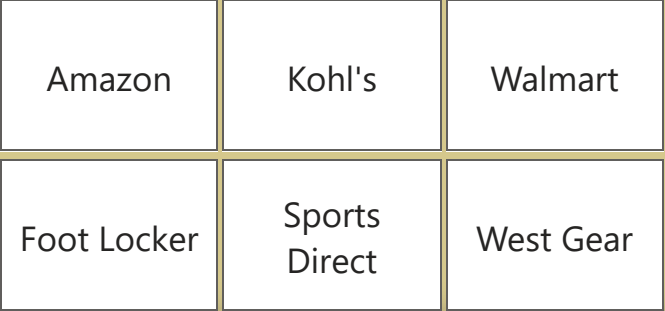 Amazon
Kohl's
Walmart
Foot Locker
Sports
Direct
West Gear